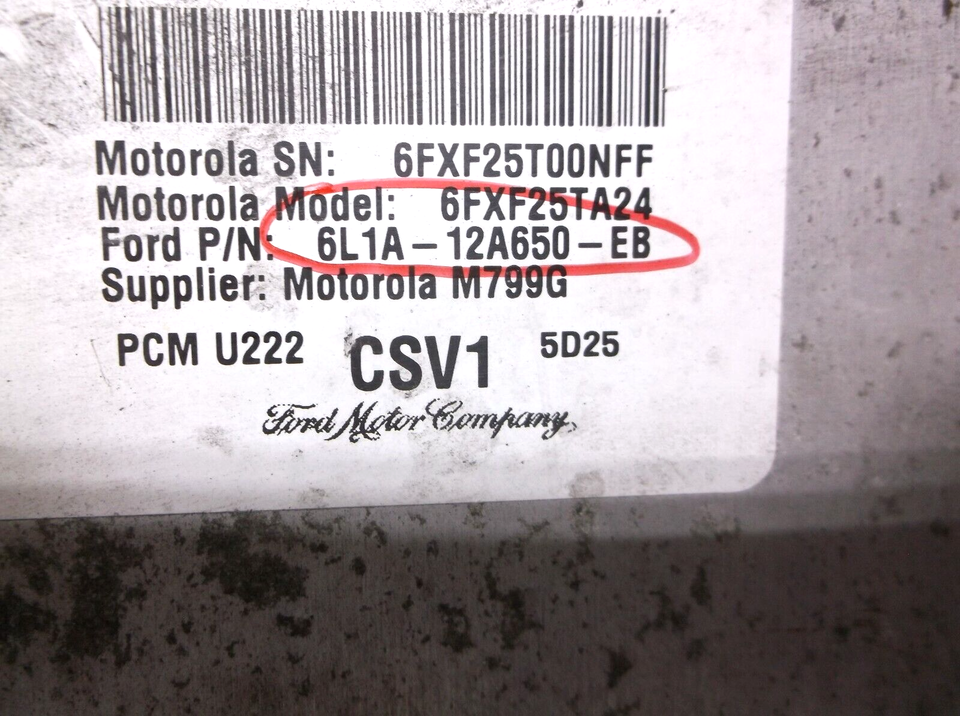 Motorola SN: 6FXF25T00NFF
Motorola Model: 6FXF25TA24
Ford P/N: 6L1A-12A650-EB
Supplier: Motorola M799G
PCM U222 CSV1 5D25
Ford Motor Company,